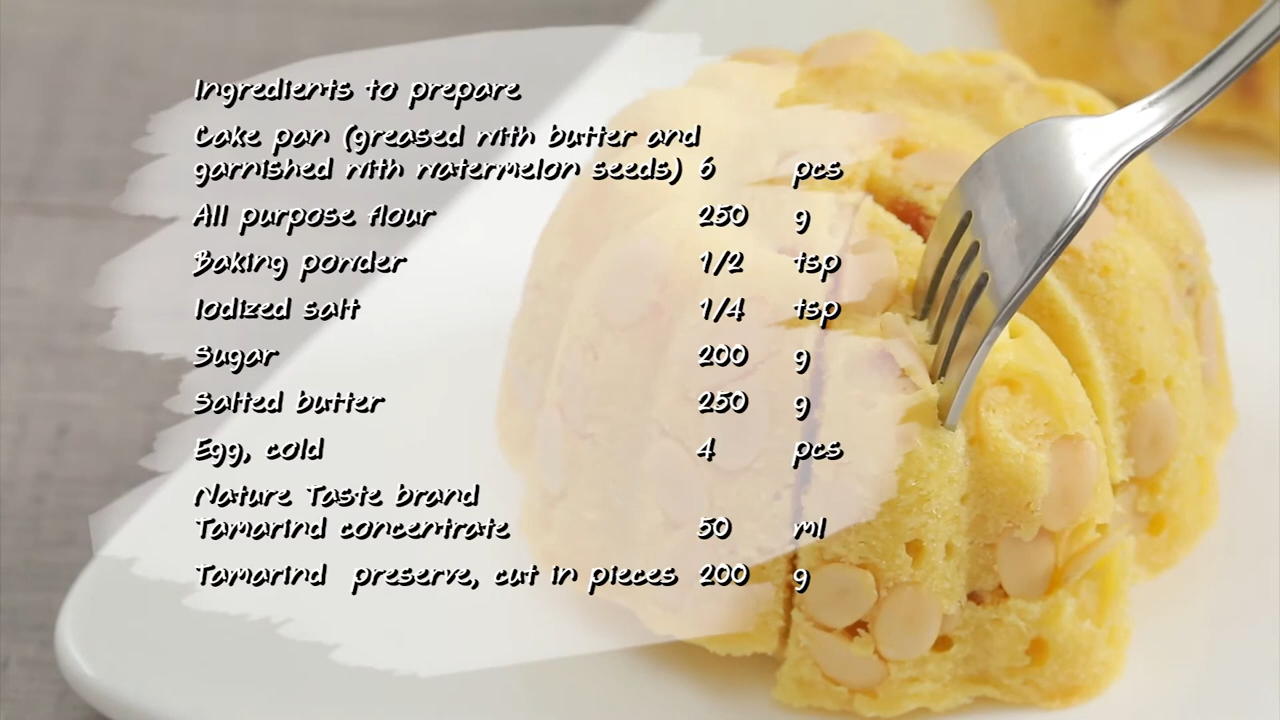 Ingredients to prepare
Cake pan (greased with butter and
garnished with watermelon seeds) 6 pcs
All purpose flour 250 g
Baking powder 1/2 tsp
Iodized salt 1/4 tsp
Sugar 200 g
Salted butter 250 g
Egg, cold 4 pcs
Nature Taste brand
Tamarind concentrate 50 ml
Tamarind preserve, cut in pieces 200 g